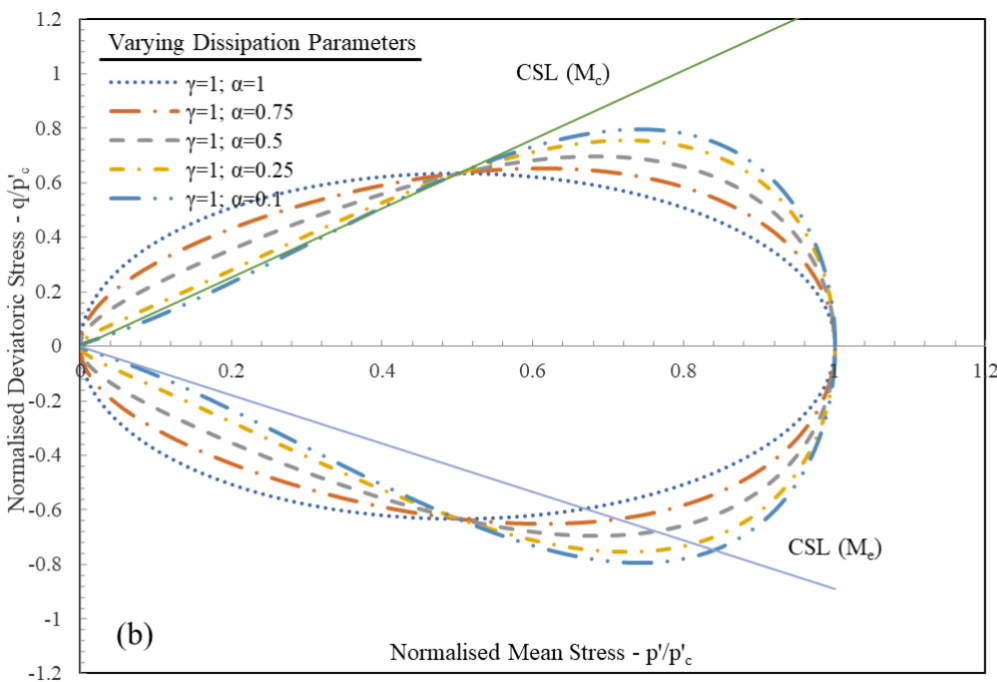 1.2
Varying Dissipation Parameters
γ=1; α=1
γ=1; α=0.75
γ=1; α=0.5
γ=1; α=0.25
γ=1; α=0.1
CSL (Mc)
1
0.8
0.6
0.4
0.2
0
-0.2
-0.4
-0.6
-0.8
-1
-1.2
Normalised Deviatoric Stress - q/p'c
0
0.2
0.4
0.6
0.8
1
1.2
CSL (Me)
(b)
Normalised Mean Stress - p'/p'c